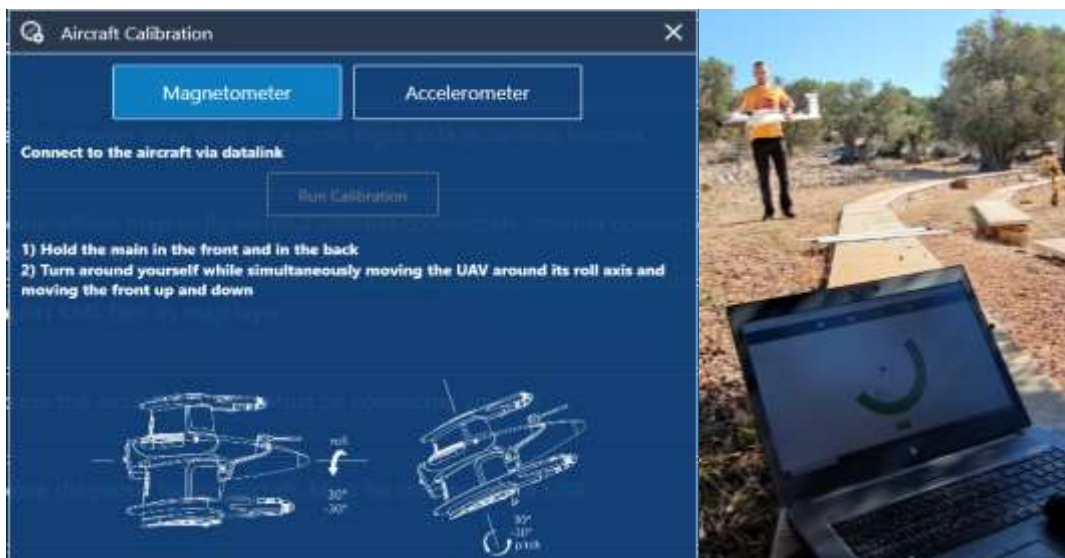 Aircraft Calibration
Magnetometer
Accelerometer
Connect to the aircraft via datalink
Run Calibration
1) Hold the main in the front and in the back
2) Turn around yourself while simultaneously moving the UAV around its roll axis and
moving the front up and down
roll
30°
-30°
30°
-30°
pitch